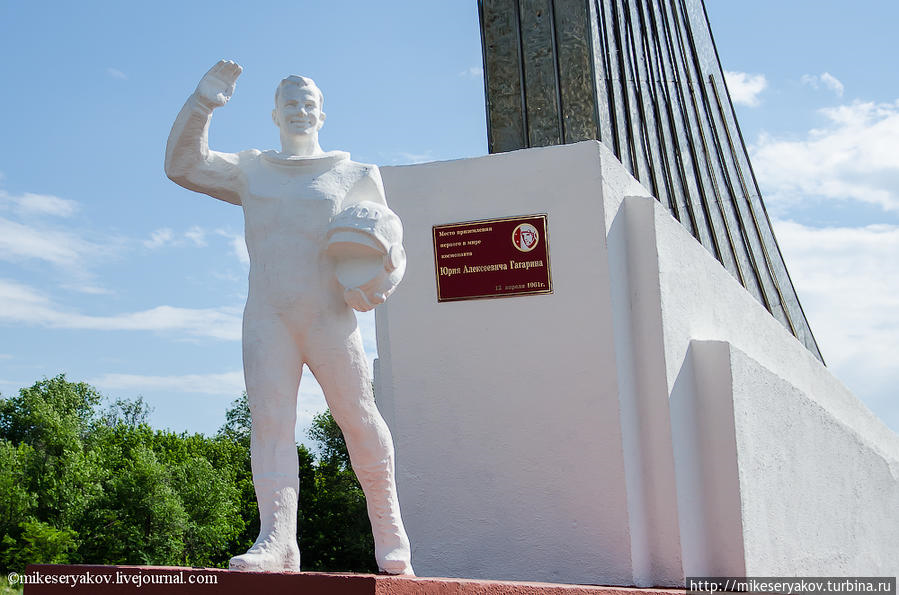 Место приземления
первого в мире
космонавта
Юрия Алексеевича Гагарина
12 апреля 1961г.
©mikeseryakov.livejournal.com
http://mikeseryakov.turbina.ru